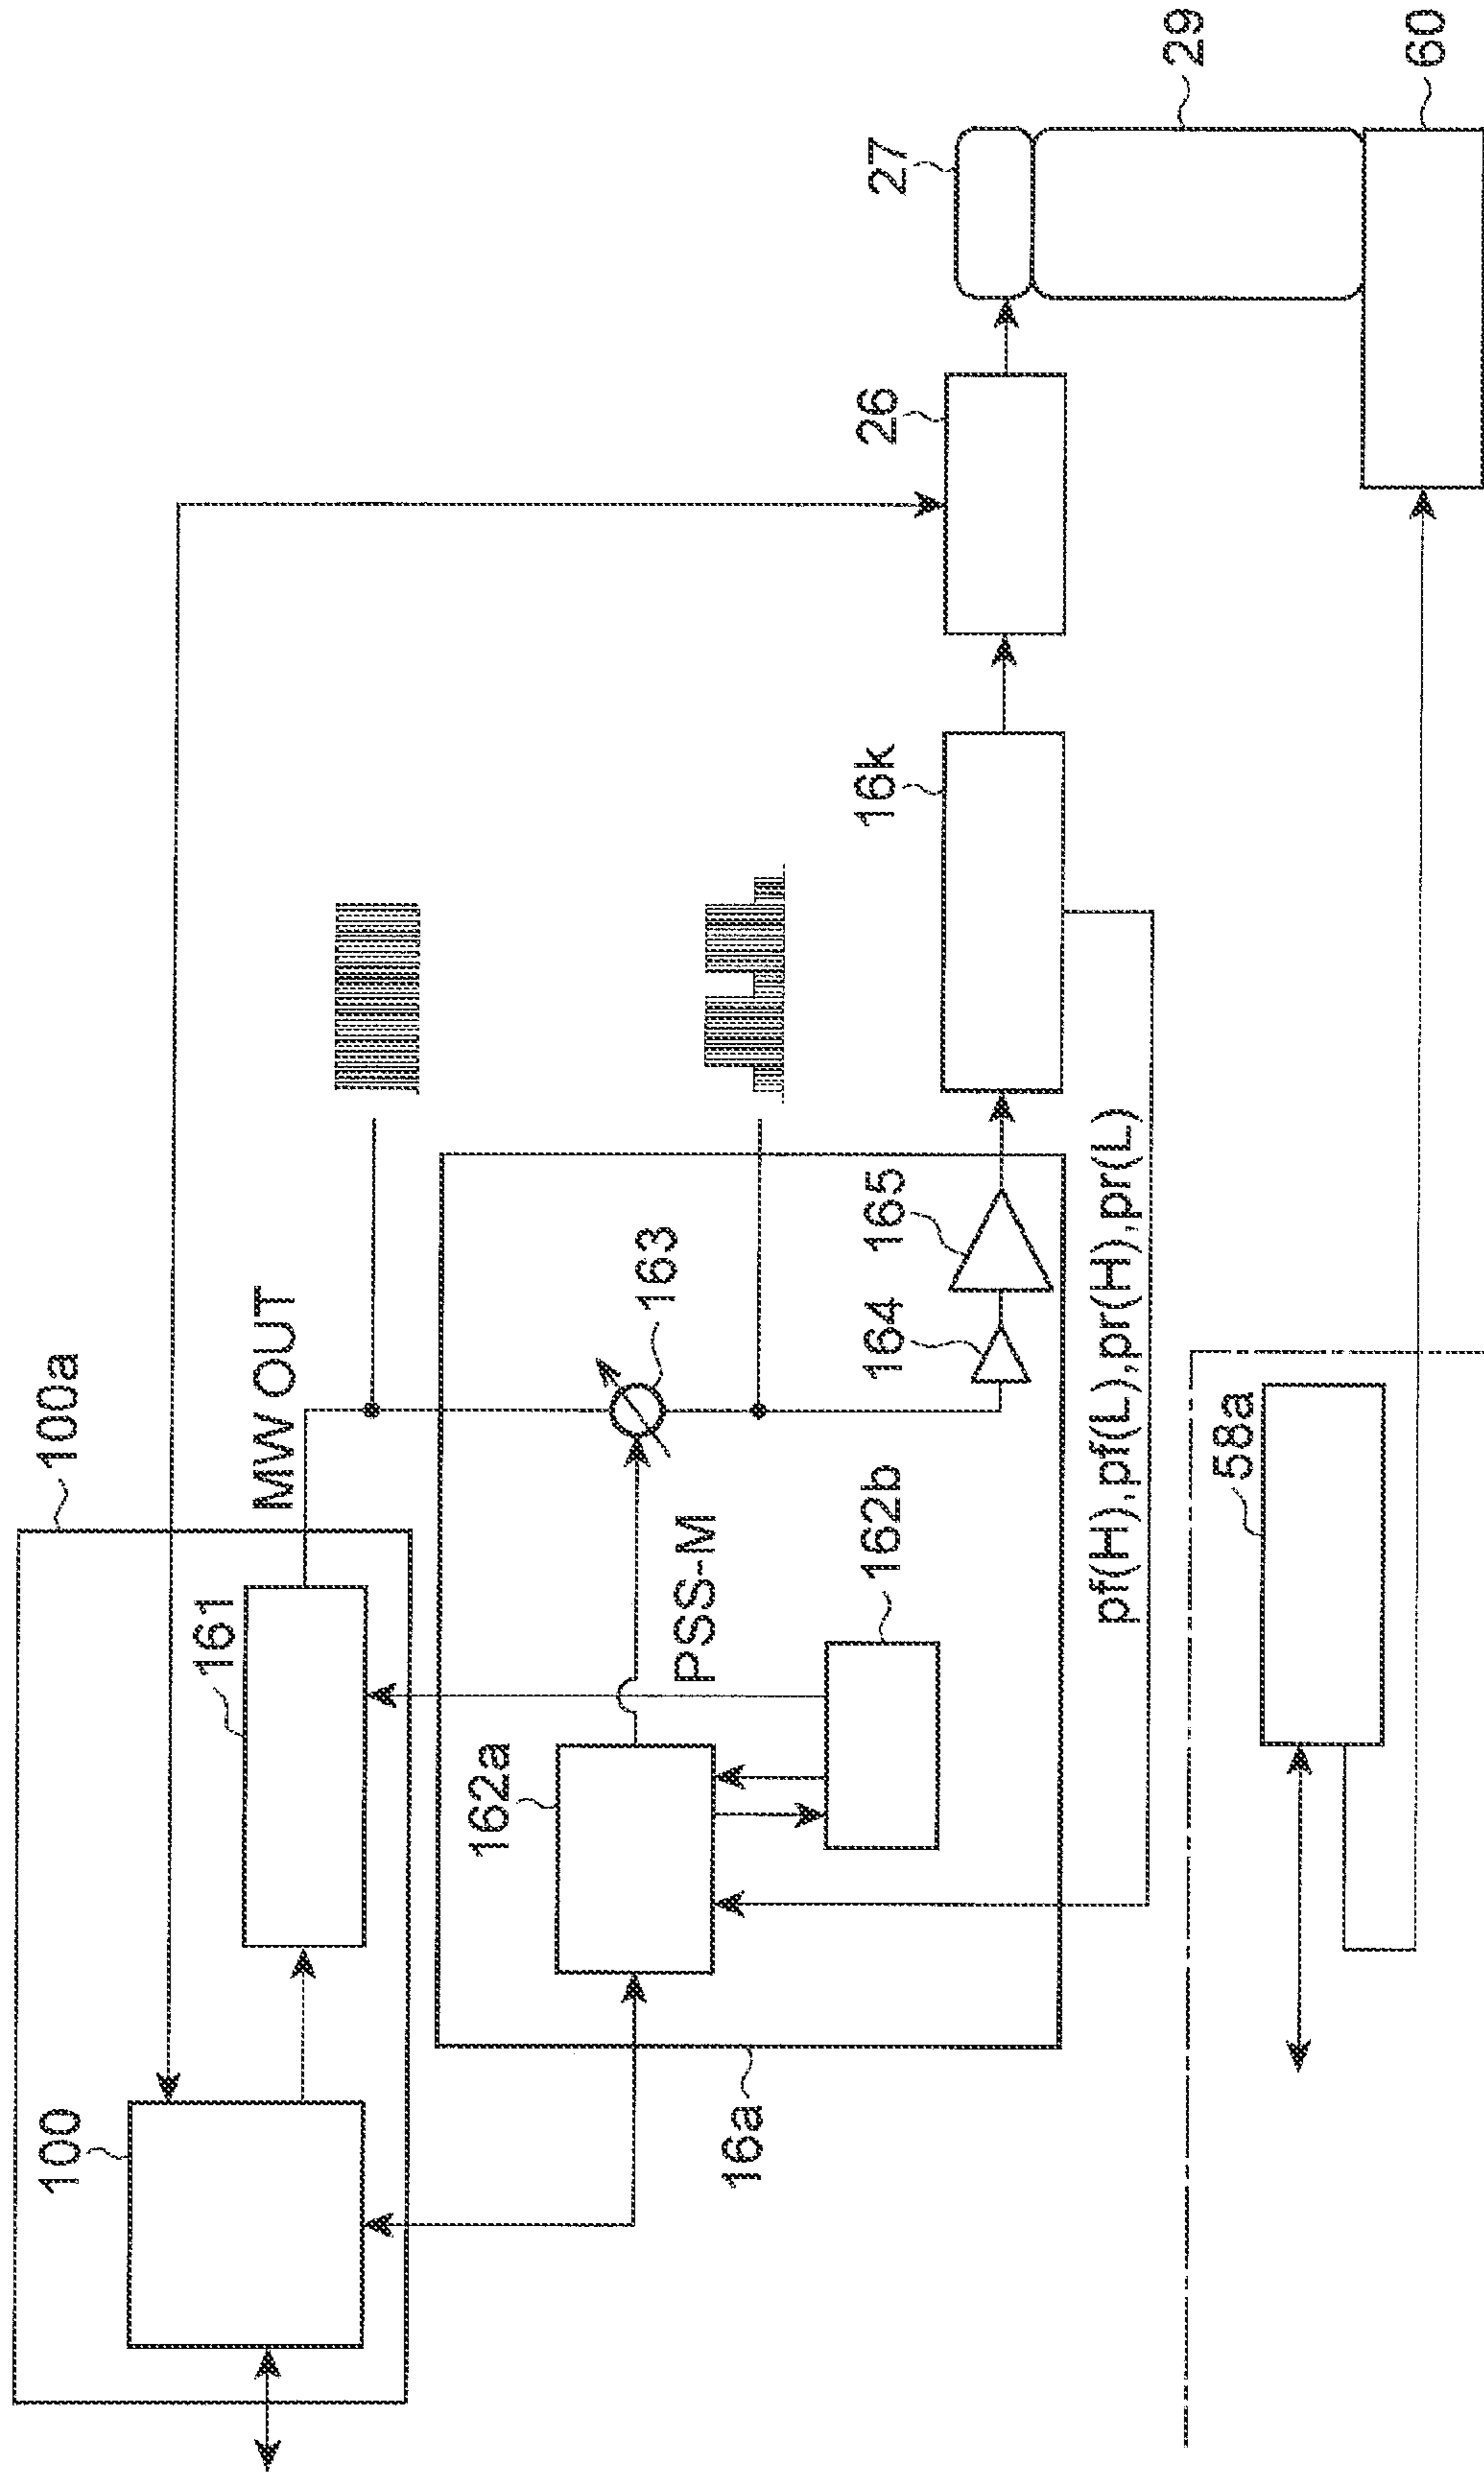 100a
100
161
MW OUT
162a
PSS-M
162b
163
164
165
16a
pf(H),pf(L),pr(H),pr(L)
16k
26
27
29
60
58a